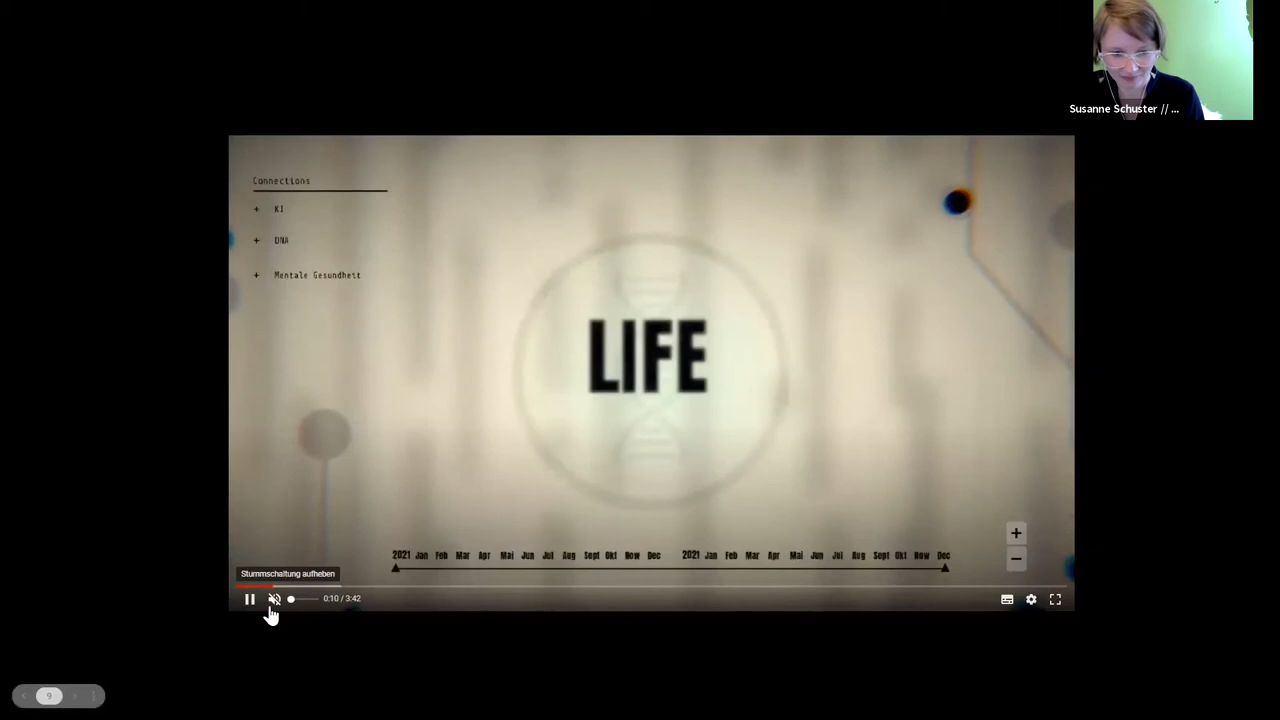 Susanne Schuster // ...
Connections
+ KI
+ DNA
+ Mentale Gesundheit
LIFE
2021 Jan Feb Mar Apr Mai Jun Jul Aug Sept Okt Nov Dec 2021 Jan Feb Mar Apr Mai Jun Jul Aug Sept Okt Nov Dec
+
−
Stummschaltung aufheben
0:10 / 3:42
9